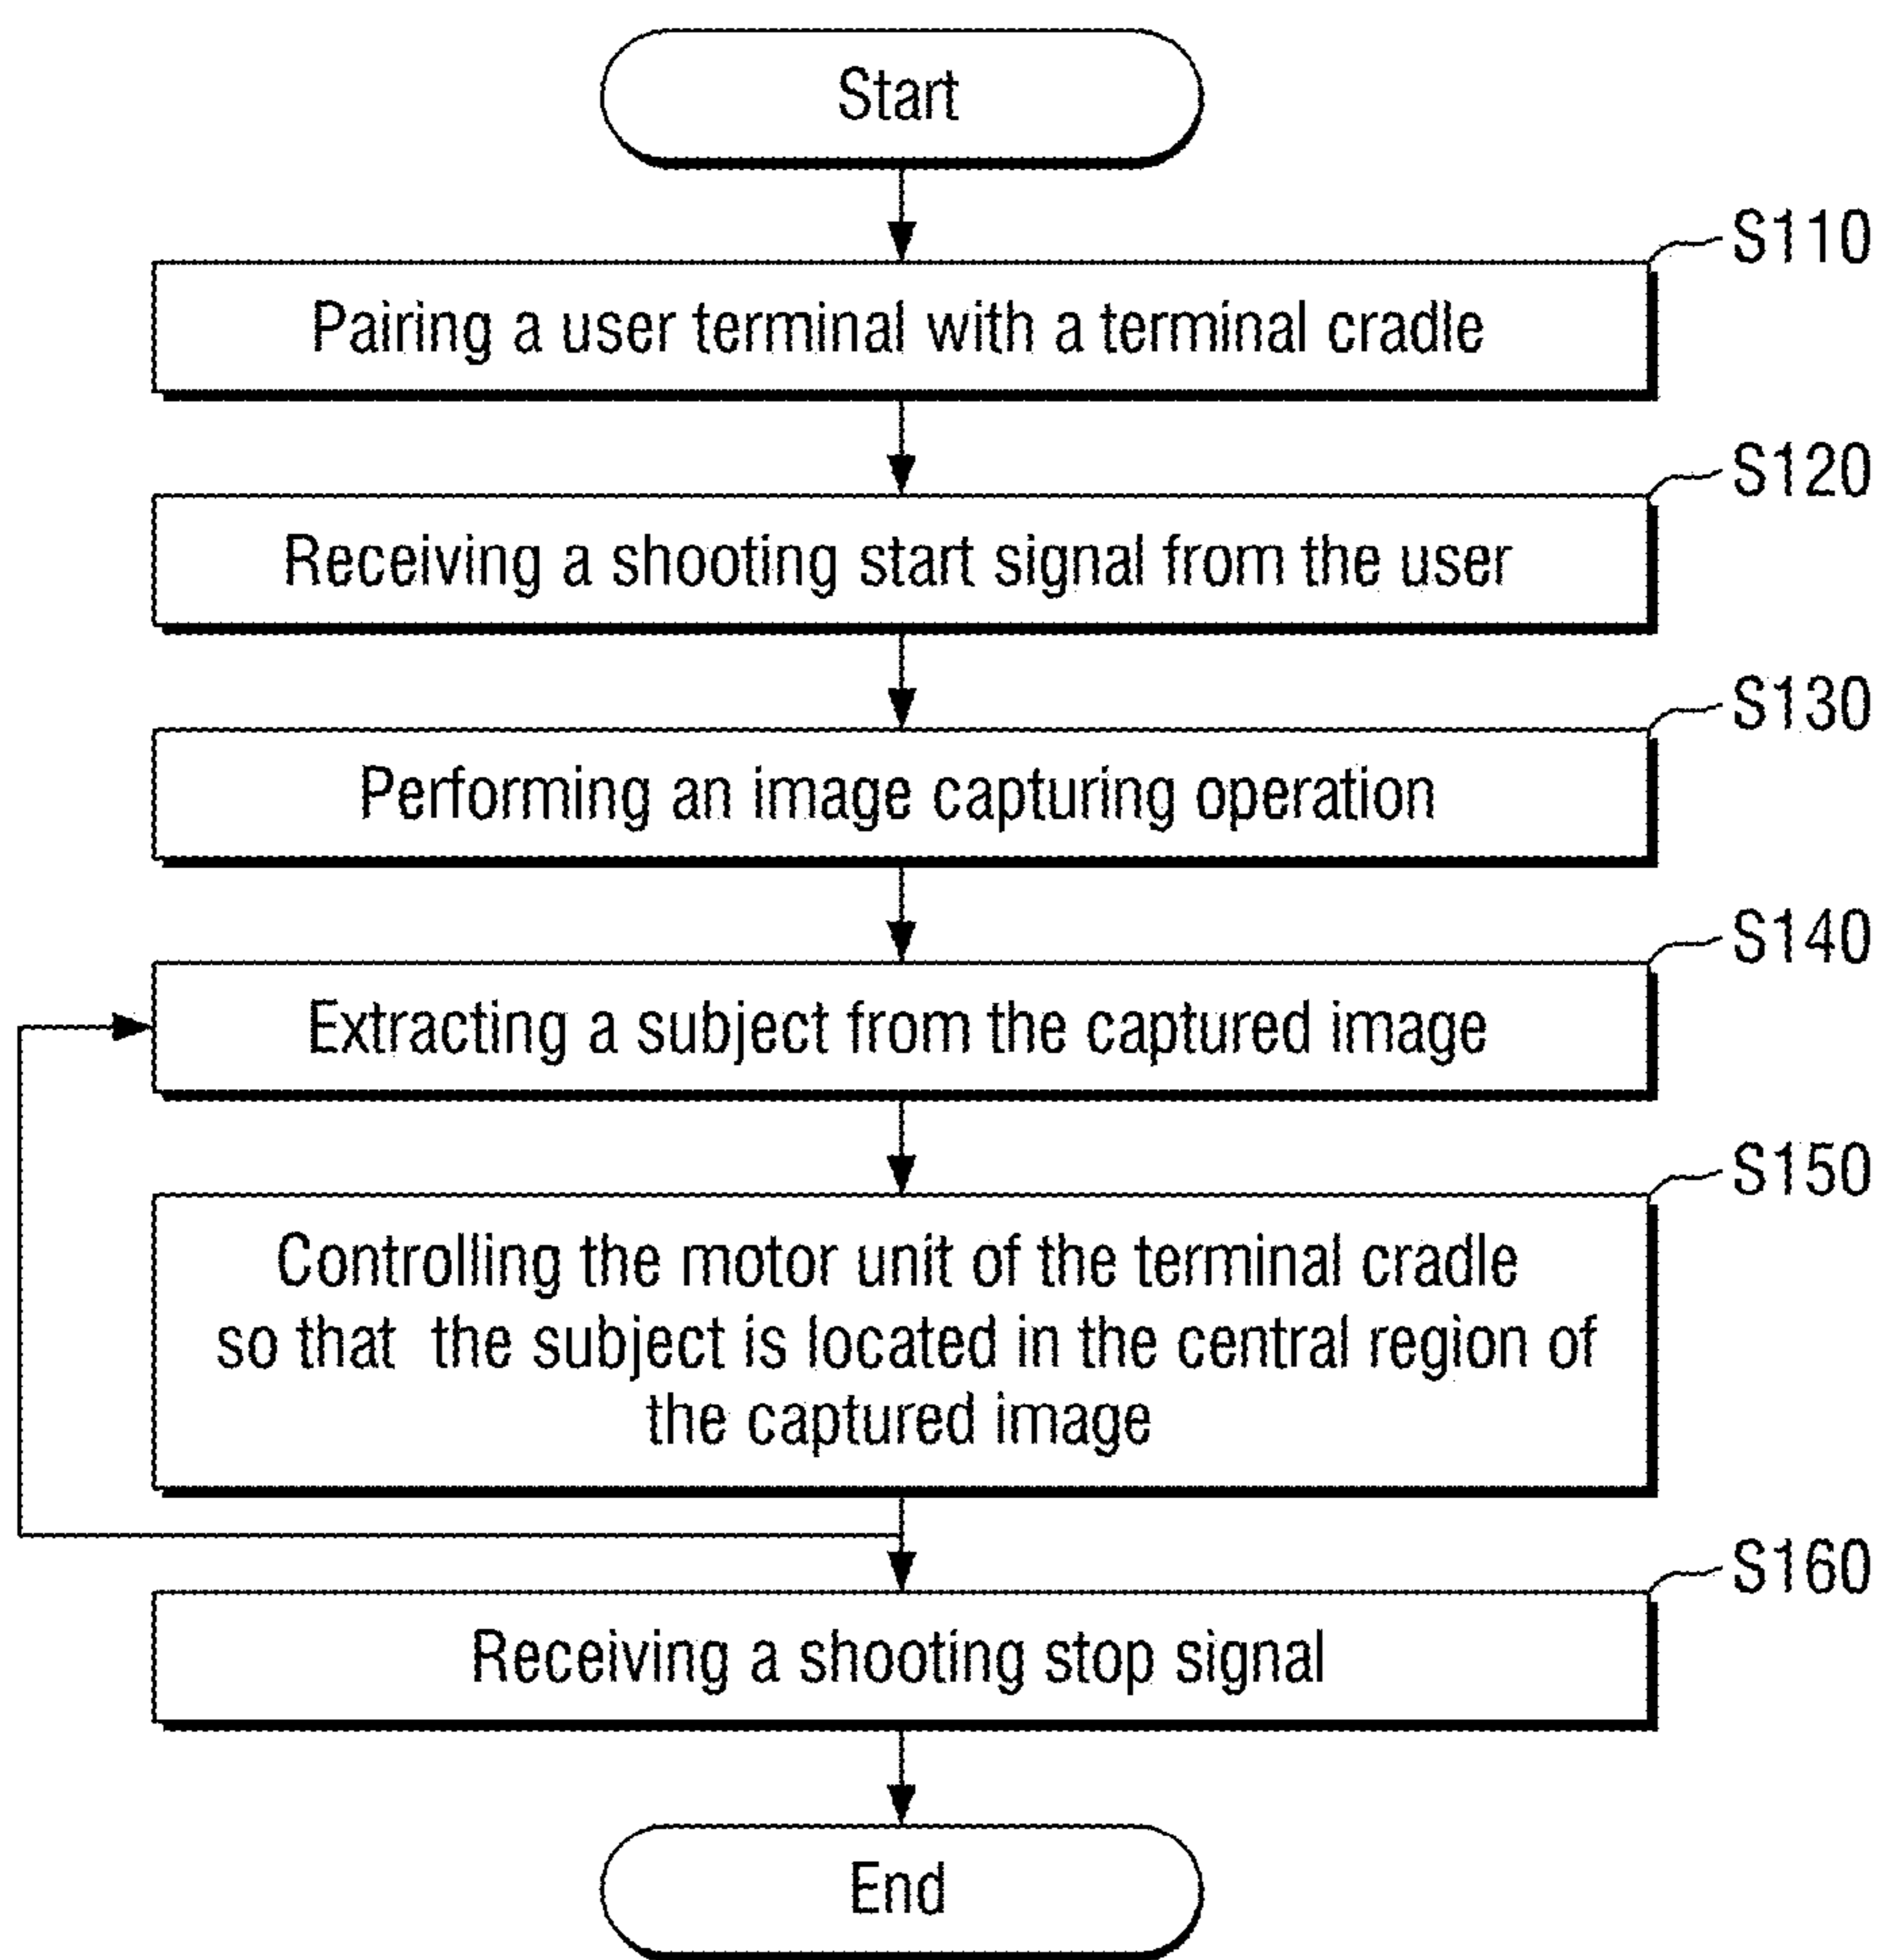 Start
S110
Pairing a user terminal with a terminal cradle
S120
Receiving a shooting start signal from the user
S130
Performing an image capturing operation
S140
Extracting a subject from the captured image
S150
Controlling the motor unit of the terminal cradle
so that the subject is located in the central region of
the captured image
S160
Receiving a shooting stop signal
End